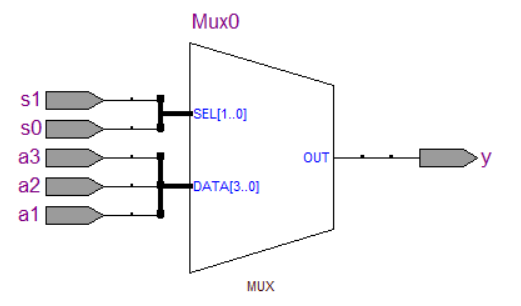 Mux0
s1
s0
a3
a2
a1
SEL[1..0]
DATA[3..0]
OUT
y
MUX